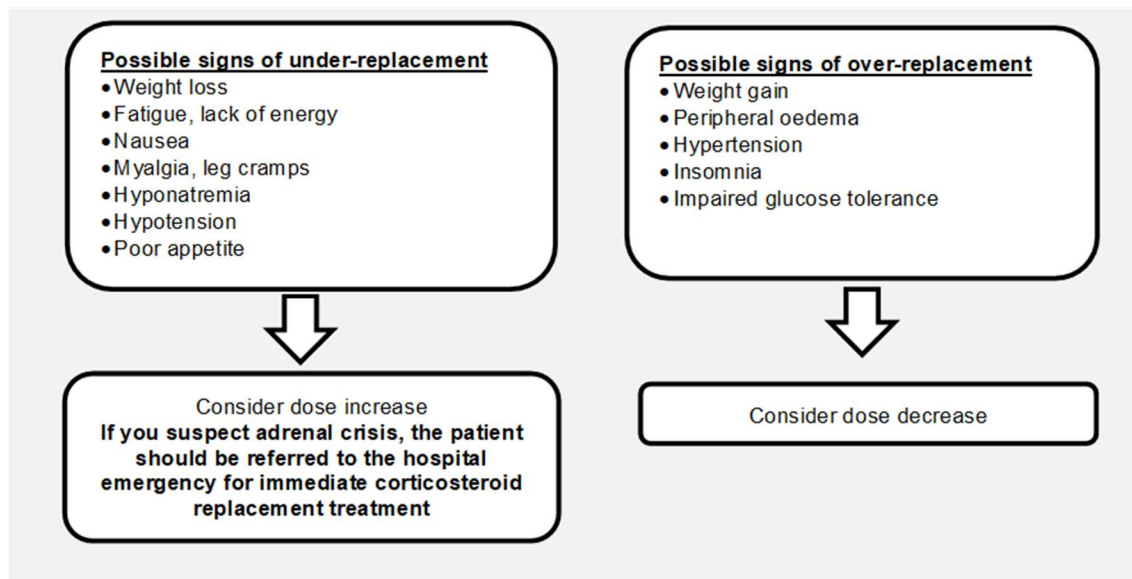 Possible signs of under-replacement
•Weight loss
•Fatigue, lack of energy
•Nausea
•Myalgia, leg cramps
•Hyponatremia
•Hypotension
•Poor appetite
Consider dose increase
If you suspect adrenal crisis, the patient
should be referred to the hospital
emergency for immediate corticosteroid
replacement treatment
Possible signs of over-replacement
•Weight gain
•Peripheral oedema
•Hypertension
•Insomnia
•Impaired glucose tolerance
Consider dose decrease